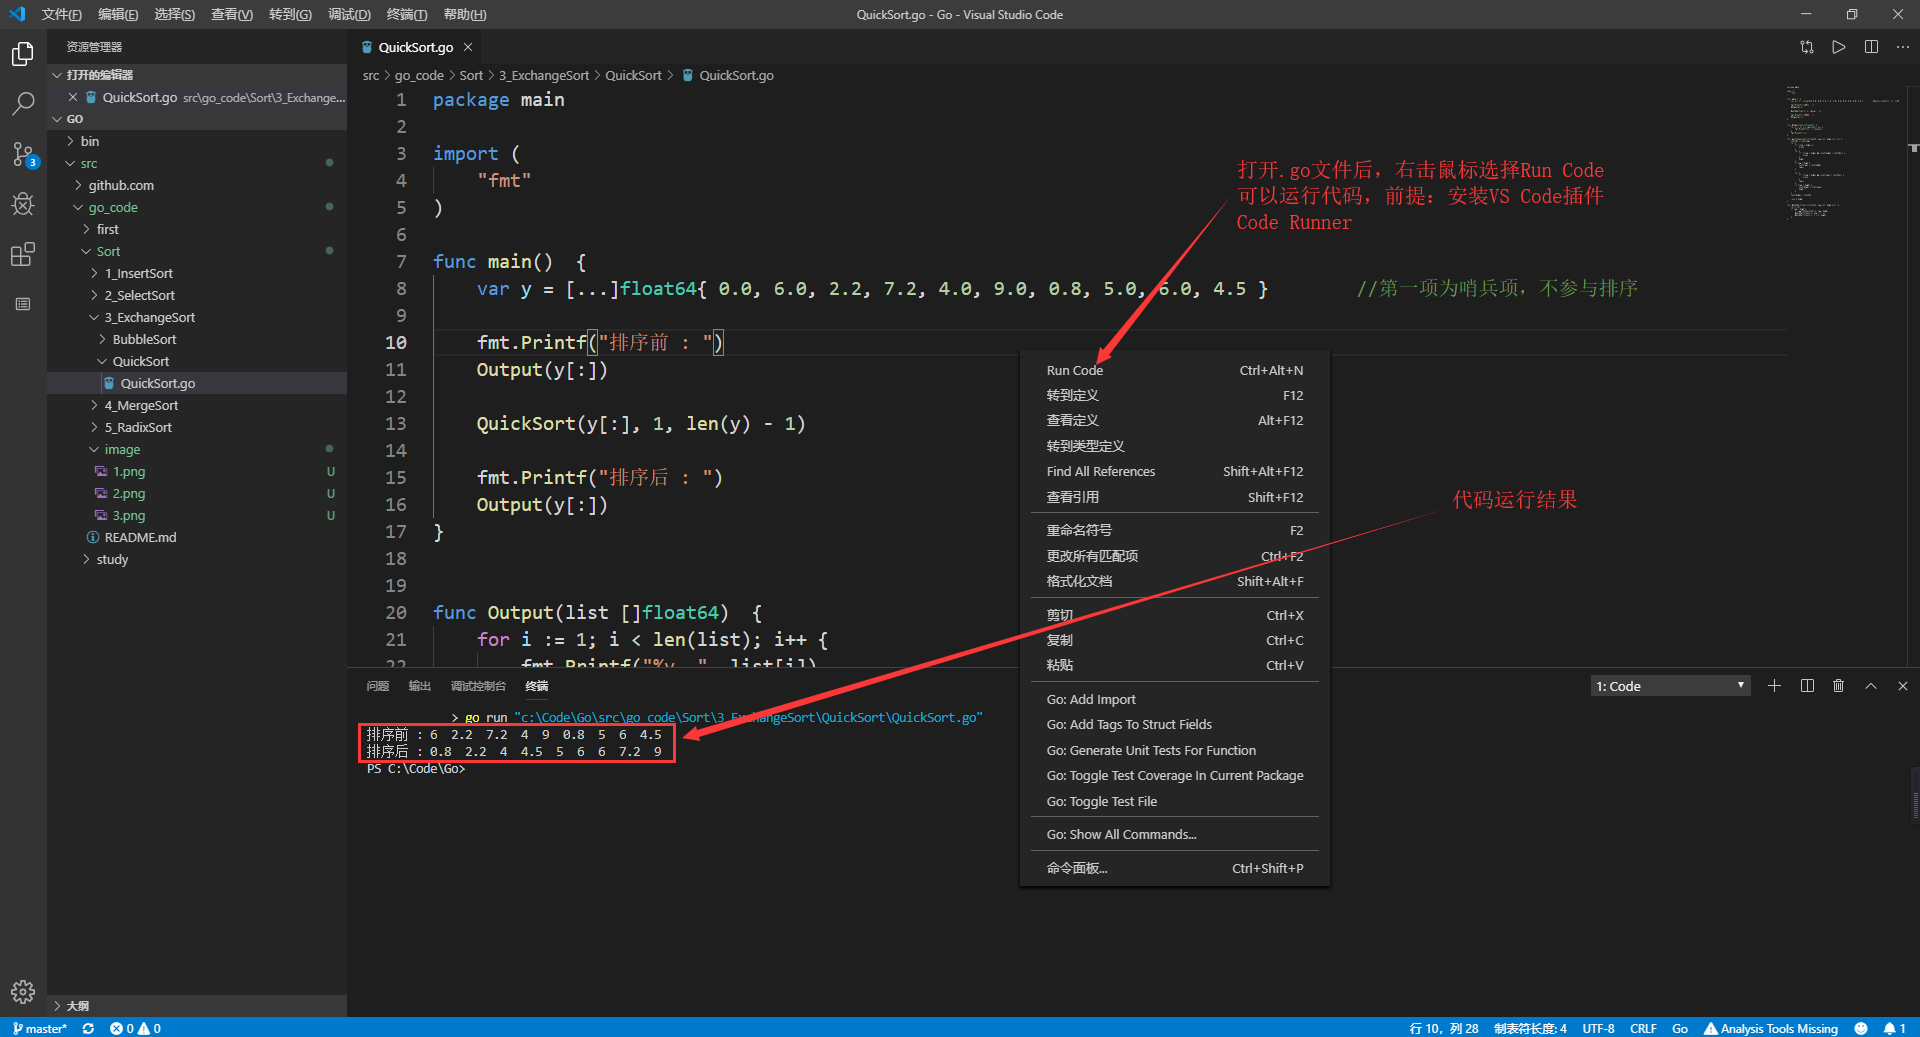 文件(F) 编辑(E) 选择(S) 查看(V) 转到(G) 调试(D) 终端(T) 帮助(H)
QuickSort.go - Go - Visual Studio Code
资源管理器
打开的编辑器
QuickSort.go src\go_code\Sort\3_Exchange...
GO
bin
src
github.com
go_code
first
Sort
1_InsertSort
2_SelectSort
3_ExchangeSort
BubbleSort
QuickSort
QuickSort.go
4_MergeSort
5_RadixSort
image
1.png U
2.png U
3.png U
README.md
study
大纲
3
QuickSort.go
src > go_code > Sort > 3_ExchangeSort > QuickSort > QuickSort.go
1 package main
2
3 import (
4 "fmt"
5 )
6
7 func main() {
8 var y = [...]float64{ 0.0, 6.0, 2.2, 7.2, 4.0, 9.0, 0.8, 5.0, 6.0, 4.5 } //第一项为哨兵项，不参与排序
9
10 fmt.Printf("排序前 : ")
11 Output(y[:])
12
13 QuickSort(y[:], 1, len(y) - 1)
14
15 fmt.Printf("排序后 : ")
16 Output(y[:])
17 }
18
19
20 func Output(list []float64) {
21 for i := 1; i < len(list); i++ {
22 fmt.Printf("%v ", list[i])
打开.go文件后，右击鼠标选择Run Code
可以运行代码，前提：安装VS Code插件
Code Runner
代码运行结果
Run Code Ctrl+Alt+N
转到定义 F12
查看定义 Alt+F12
转到类型定义
Find All References Shift+Alt+F12
查看引用 Shift+F12
重命名符号 F2
更改所有匹配项 Ctrl+F2
格式化文档 Shift+Alt+F
剪切 Ctrl+X
复制 Ctrl+C
粘贴 Ctrl+V
Go: Add Import
Go: Add Tags To Struct Fields
Go: Generate Unit Tests For Function
Go: Toggle Test Coverage In Current Package
Go: Toggle Test File
Go: Show All Commands...
命令面板... Ctrl+Shift+P
问题 输出 调试控制台 终端
1: Code
> go run "c:\Code\Go\src\go_code\Sort\3_ExchangeSort\QuickSort\QuickSort.go"
排序前 : 6 2.2 7.2 4 9 0.8 5 6 4.5
排序后 : 0.8 2.2 4 4.5 5 6 6 7.2 9
PS C:\Code\Go>
master* 0 0
行 10，列 28 制表符长度: 4 UTF-8 CRLF Go Analysis Tools Missing 1